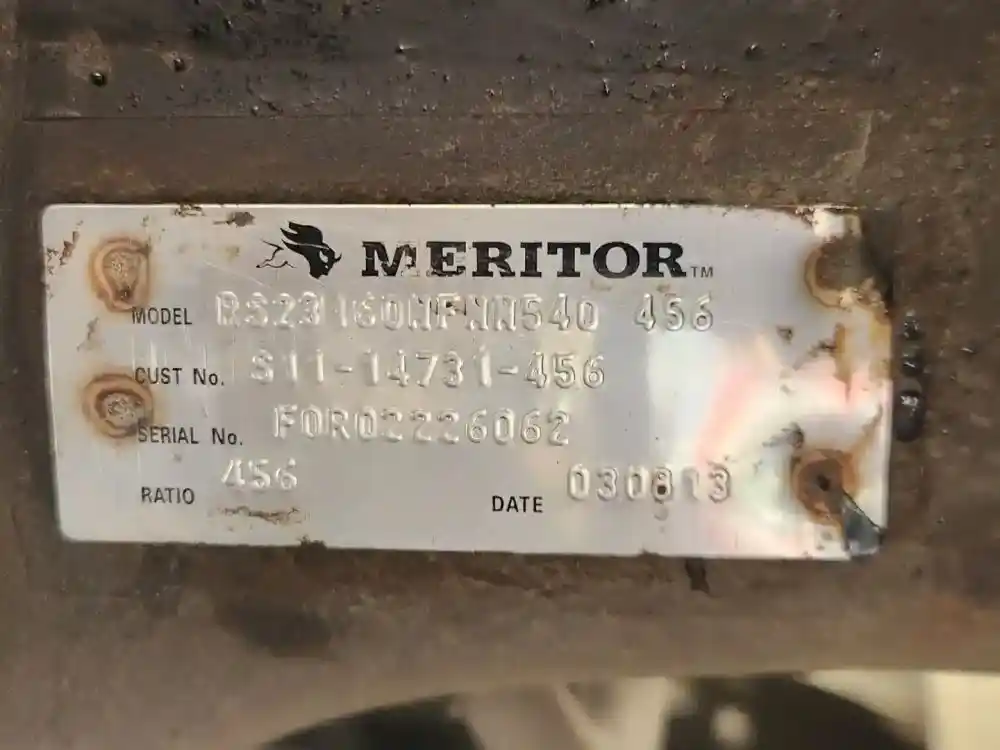 MERITOR™
MODEL RS23160NFNN540 456
CUST No. S11-14731-456
SERIAL No. FOR02226062
RATIO 456 DATE 030813